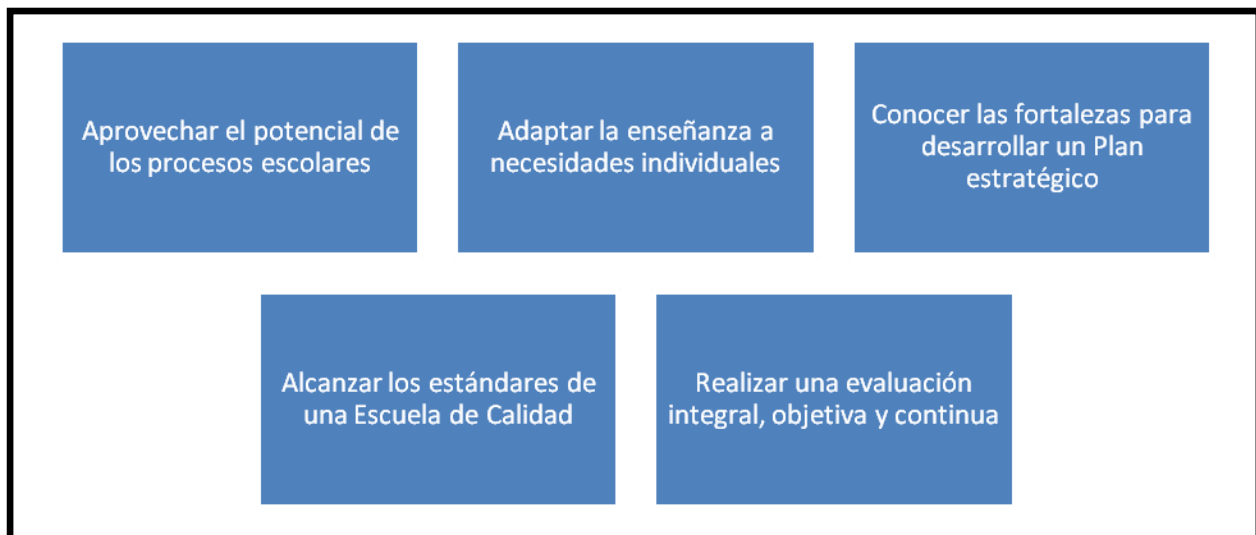 Aprovechar el potencial de
los procesos escolares
Adaptar la enseñanza a
necesidades individuales
Conocer las fortalezas para
desarrollar un Plan
estratégico
Alcanzar los estándares de
una Escuela de Calidad
Realizar una evaluación
integral, objetiva y continua